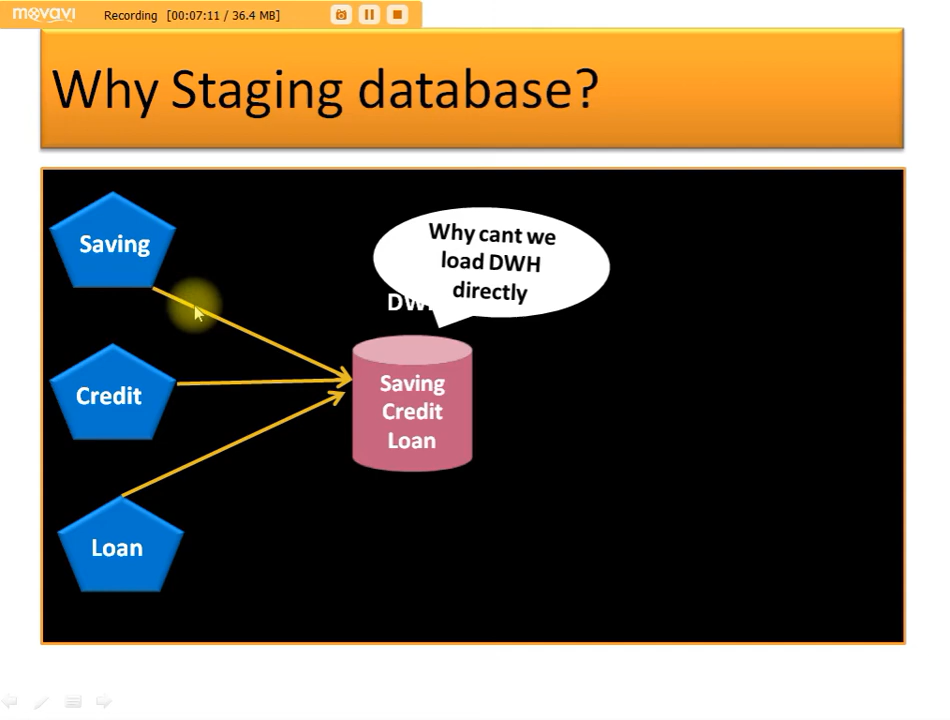 movavi
Recording [00:07:11 / 36.4 MB]
Why Staging database?
Saving
Why cant we
load DWH
directly
Credit
Saving
Credit
Loan
Loan